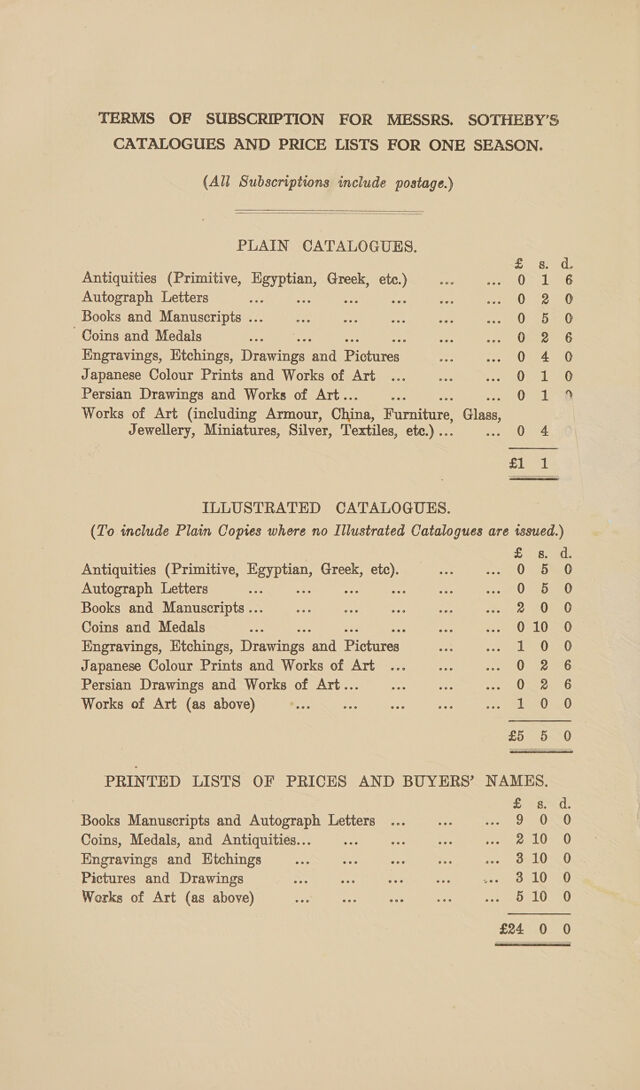 TERMS OF SUBSCRIPTION FOR MESSRS. SOTHEBY'S
CATALOGUES AND PRICE LISTS FOR ONE SEASON.
(All Subscriptions include postage.)
PLAIN CATALOGUES.
£ s. d.
Antiquities (Primitive, Egyptian, Greek, etc.) ... ... 0 1 6
Autograph Letters ... ... ... ... ... ... 0 2 0
Books and Manuscripts ... ... ... ... ... ... 0 5 0
Coins and Medals ... ... ... ... ... ... 0 2 6
Engravings, Etchings, Drawings and Pictures ... ... 0 4 0
Japanese Colour Prints and Works of Art ... ... ... 0 1 0
Persian Drawings and Works of Art ... ... ... ... 0 1
Works of Art (including Armour, China, Furniture, Glass,
Jewellery, Miniatures, Silver, Textiles, etc.) ... ... 0 4
£1 1
ILLUSTRATED CATALOGUES.
(To include Plain Copies where no Illustrated Catalogues are issued.)
£ s. d.
Antiquities (Primitive, Egyptian, Greek, etc). ... ... 0 5 0
Autograph Letters ... ... ... ... ... ... 0 5 0
Books and Manuscripts ... ... ... ... ... ... 2 0 0
Coins and Medals ... ... ... ... ... ... 0 10 0
Engravings, Etchings, Drawings and Pictures ... ... 1 0 0
Japanese Colour Prints and Works of Art ... ... ... 0 2 6
Persian Drawings and Works of Art ... ... ... ... 0 2 6
Works of Art (as above) ... ... ... ... ... 1 0 0
£5 5 0
PRINTED LISTS OF PRICES AND BUYERS' NAMES.
£ s. d.
Books Manuscripts and Autograph Letters ... ... ... 9 0 0
Coins, Medals, and Antiquities... ... ... ... ... 2 10 0
Engravings and Etchings ... ... ... ... ... 3 10 0
Pictures and Drawings ... ... ... ... ... 3 10 0
Works of Art (as above) ... ... ... ... ... 5 10 0
£24 0 0